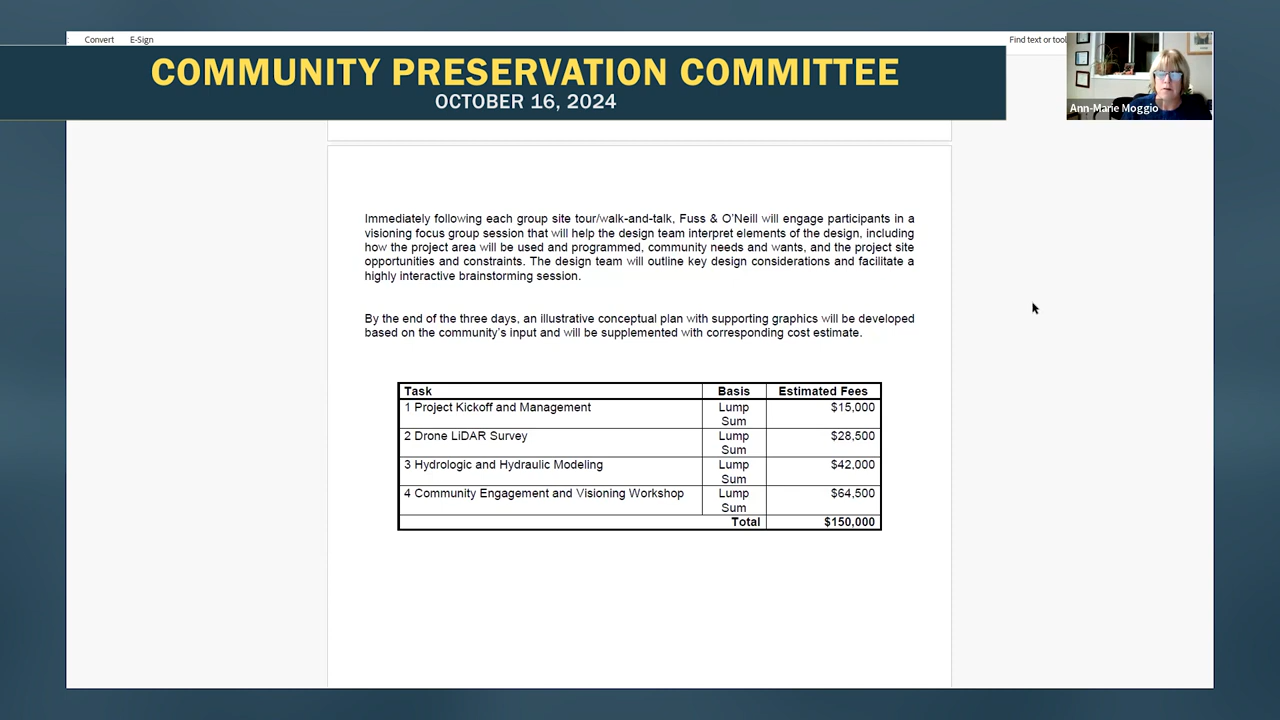 Convert E-Sign
Find text or tool
COMMUNITY PRESERVATION COMMITTEE
OCTOBER 16, 2024
Ann-Marie Moggio
Immediately following each group site tour/walk-and-talk, Fuss & O'Neill will engage participants in a
visioning focus group session that will help the design team interpret elements of the design, including
how the project area will be used and programmed, community needs and wants, and the project site
opportunities and constraints. The design team will outline key design considerations and facilitate a
highly interactive brainstorming session.
By the end of the three days, an illustrative conceptual plan with supporting graphics will be developed
based on the community's input and will be supplemented with corresponding cost estimate.
Task Basis Estimated Fees
1 Project Kickoff and Management Lump $15,000
Sum
2 Drone LiDAR Survey Lump $28,500
Sum
3 Hydrologic and Hydraulic Modeling Lump $42,000
Sum
4 Community Engagement and Visioning Workshop Lump $64,500
Sum
Total $150,000